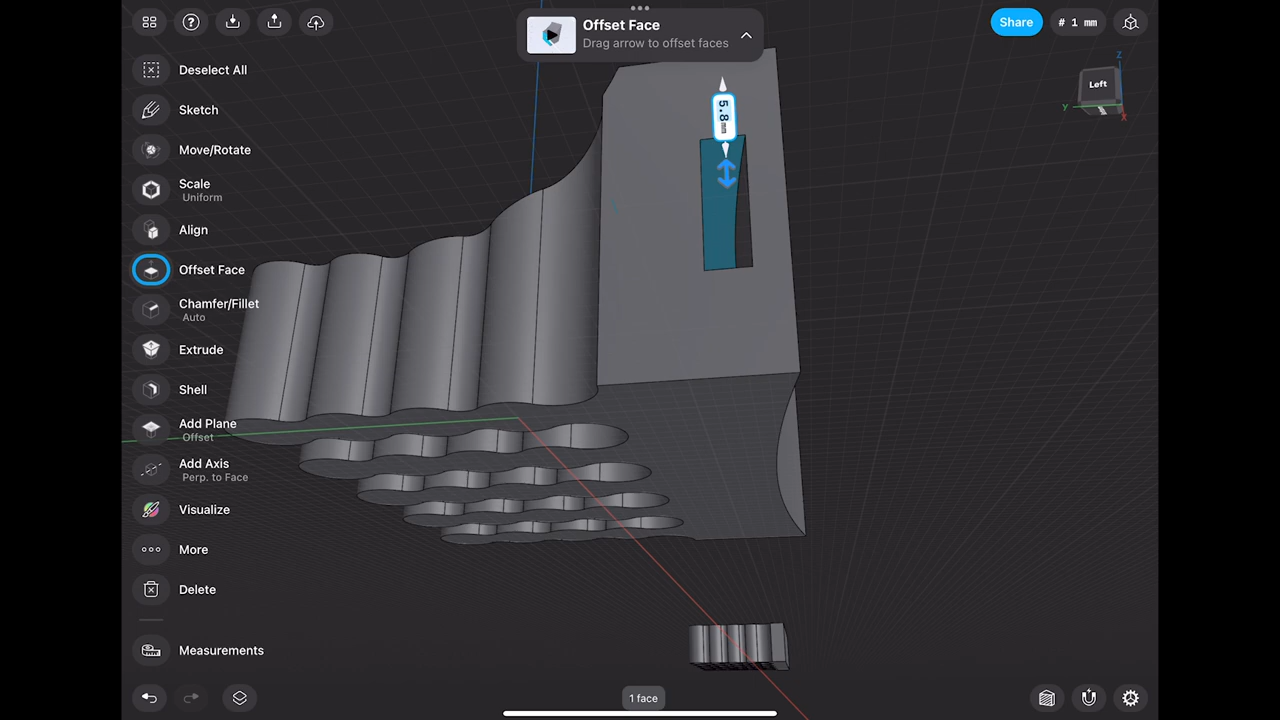 Offset Face
Drag arrow to offset faces
Share
# 1 mm
Deselect All
Sketch
Move/Rotate
Scale
Uniform
Align
Offset Face
Chamfer/Fillet
Auto
Extrude
Shell
Add Plane
Offset
Add Axis
Perp. to Face
Visualize
More
Delete
Measurements
5.8 mm
Z
Left
Y
X
1 face